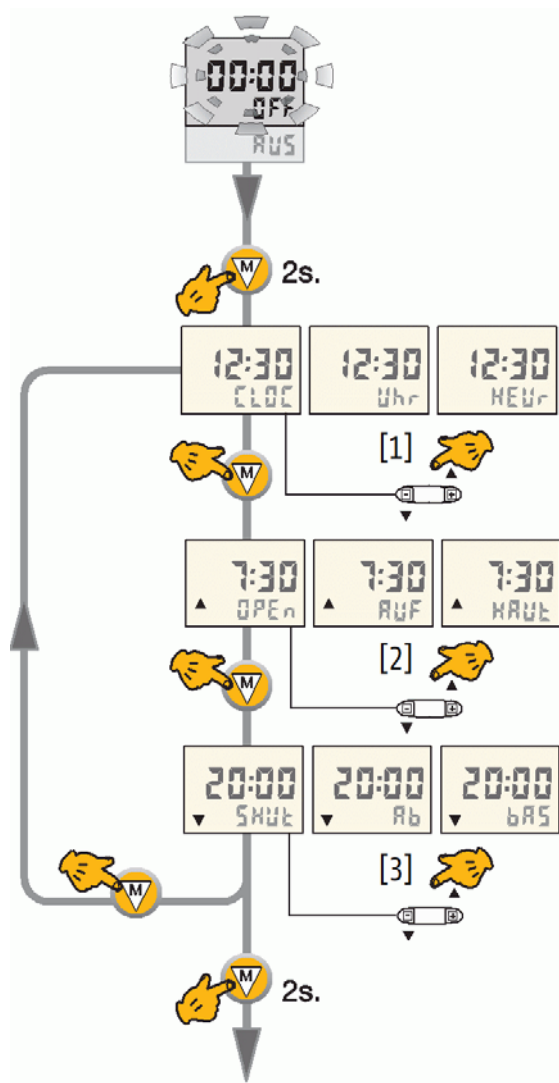 00:00
OFF
AUS
M 2s.
12:30 12:30 12:30
CLOC Uhr HEUr
M [1]
- +
7:30 7:30 7:30
OPEn AUF HAUt
M [2]
- +
20:00 20:00 20:00
SHUt Ab bAS
M [3]
- +
M 2s.